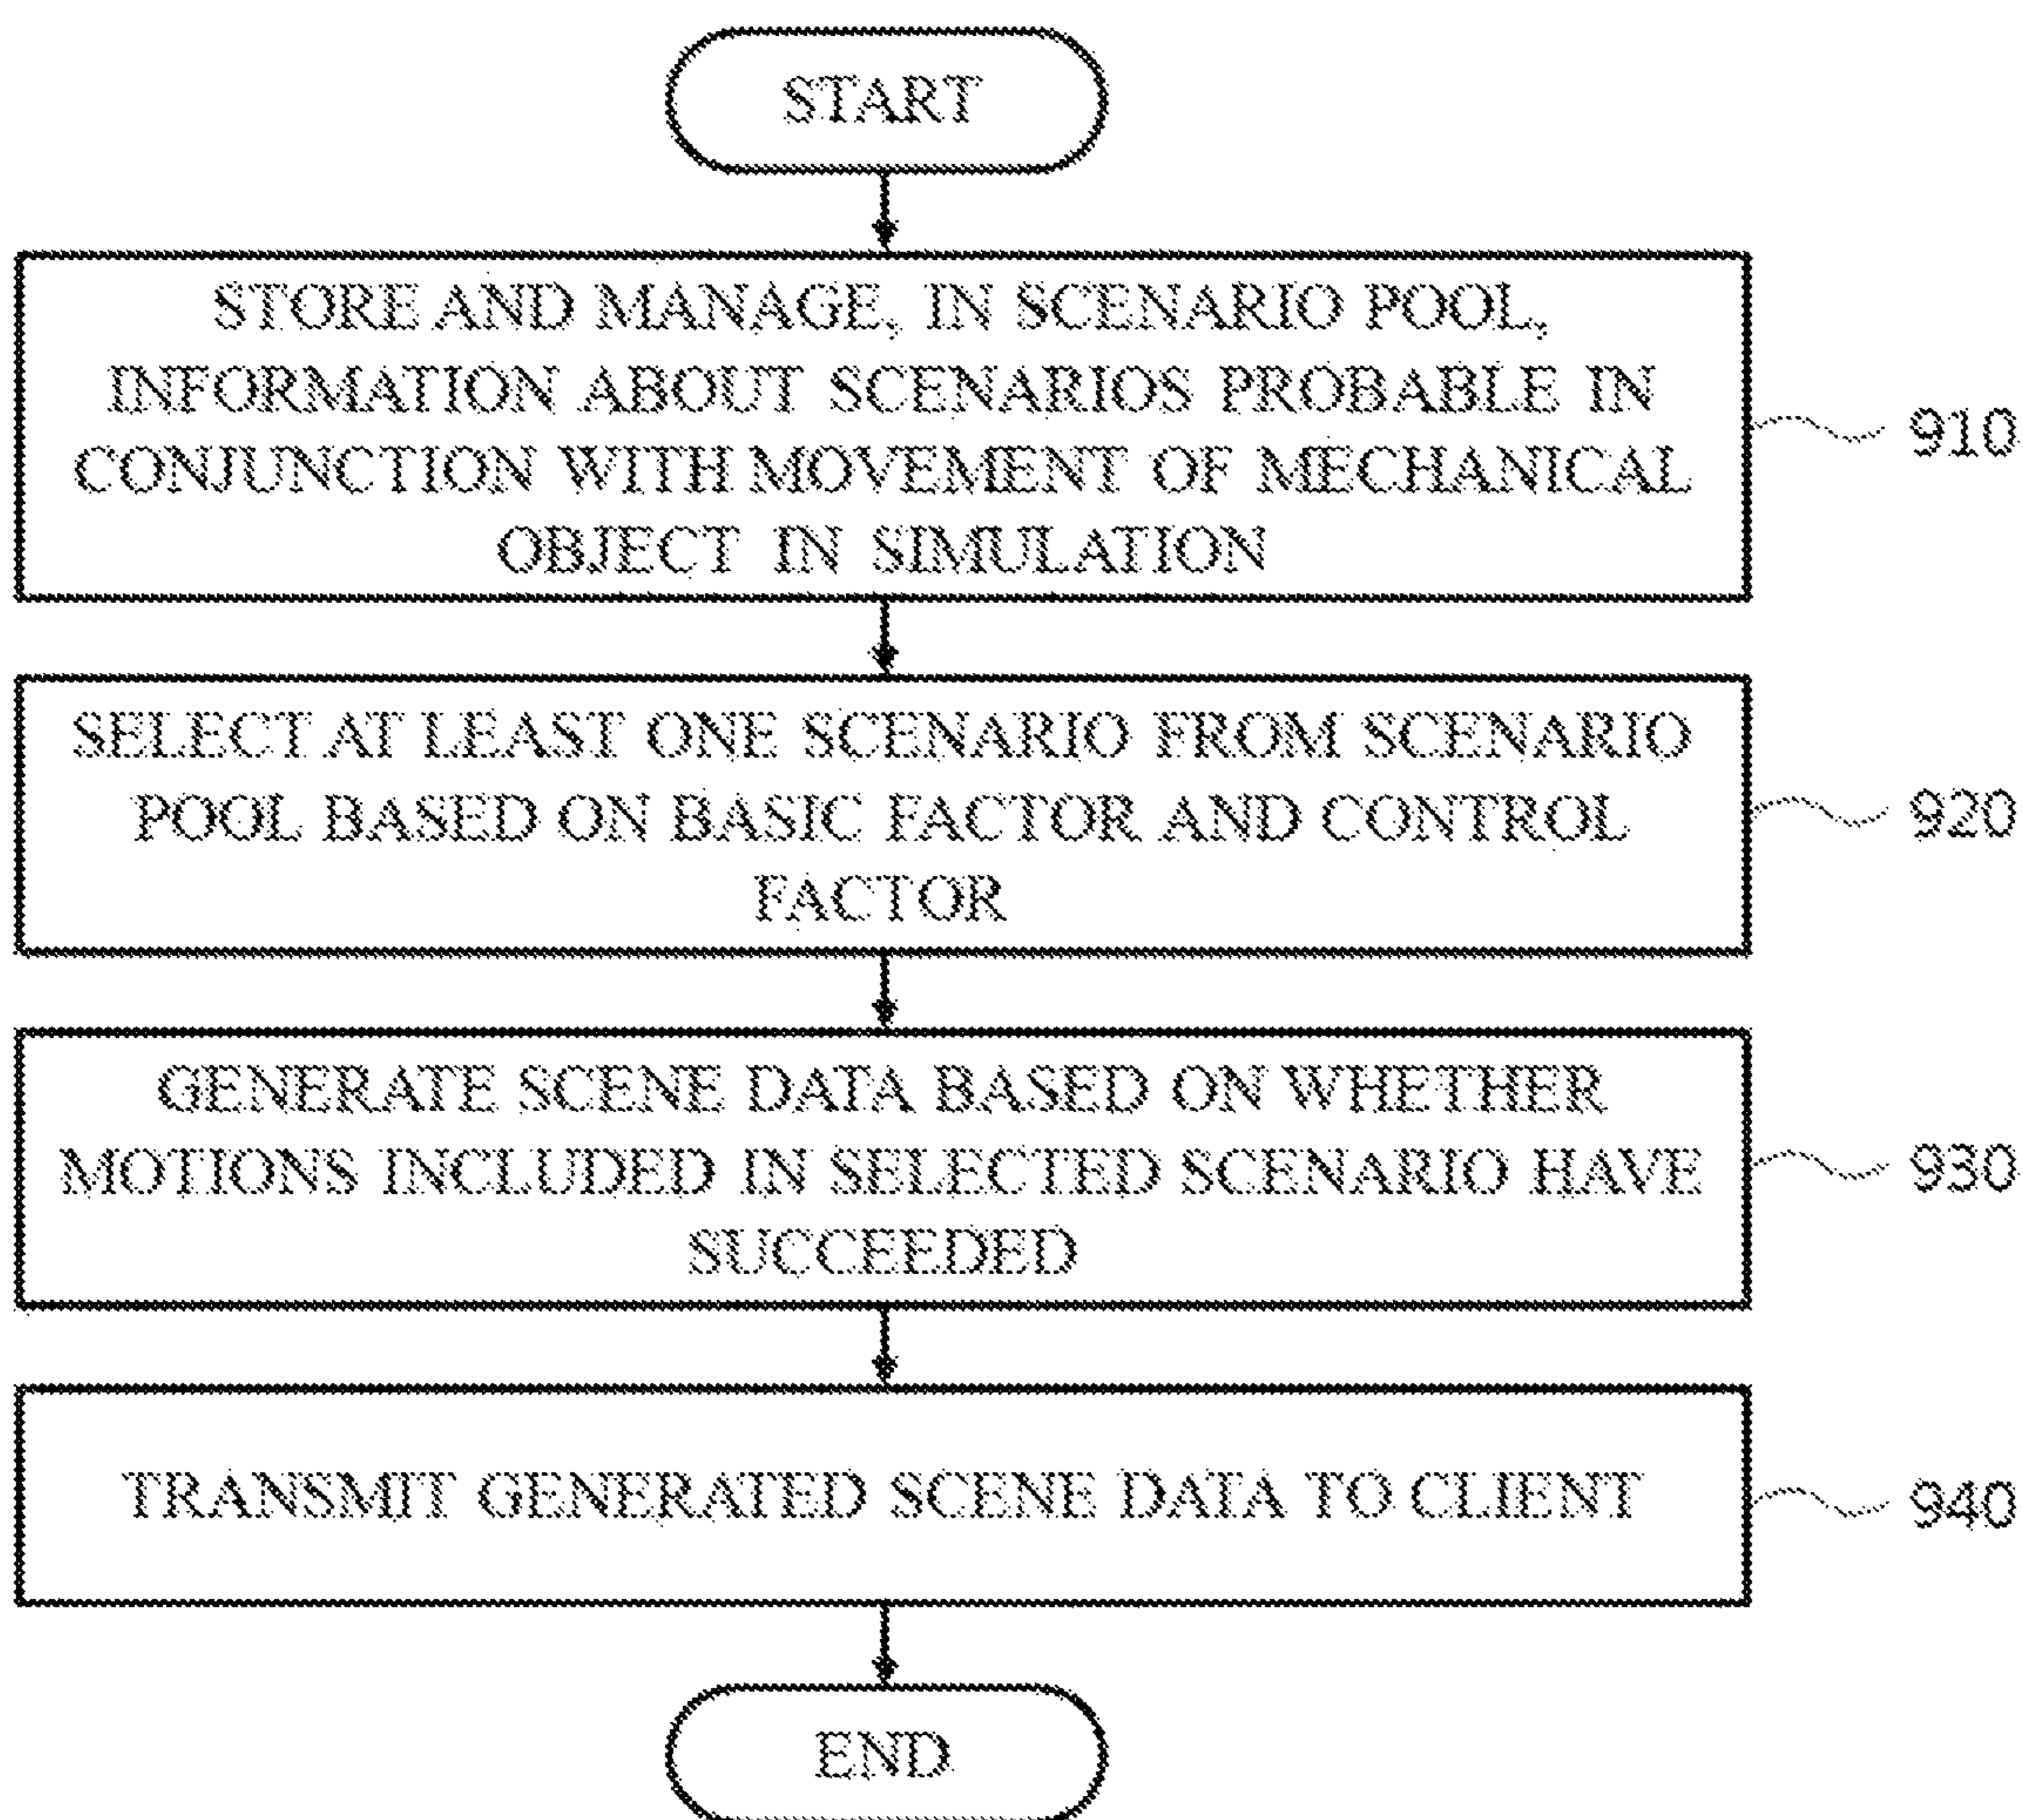 START
STORE AND MANAGE, IN SCENARIO POOL,
INFORMATION ABOUT SCENARIOS PROBABLE IN
CONJUNCTION WITH MOVEMENT OF MECHANICAL
OBJECT IN SIMULATION
910
SELECT AT LEAST ONE SCENARIO FROM SCENARIO
POOL BASED ON BASIC FACTOR AND CONTROL
FACTOR
920
GENERATE SCENE DATA BASED ON WHETHER
MOTIONS INCLUDED IN SELECTED SCENARIO HAVE
SUCCEEDED
930
TRANSMIT GENERATED SCENE DATA TO CLIENT
940
END